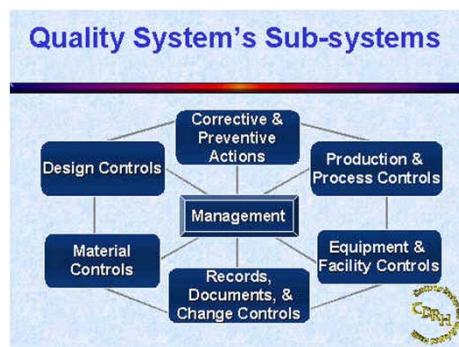 Quality System's Sub-systems
Corrective &
Preventive
Actions
Design Controls
Production &
Process Controls
Management
Material
Controls
Equipment &
Facility Controls
Records,
Documents, &
Change Controls
CDRH